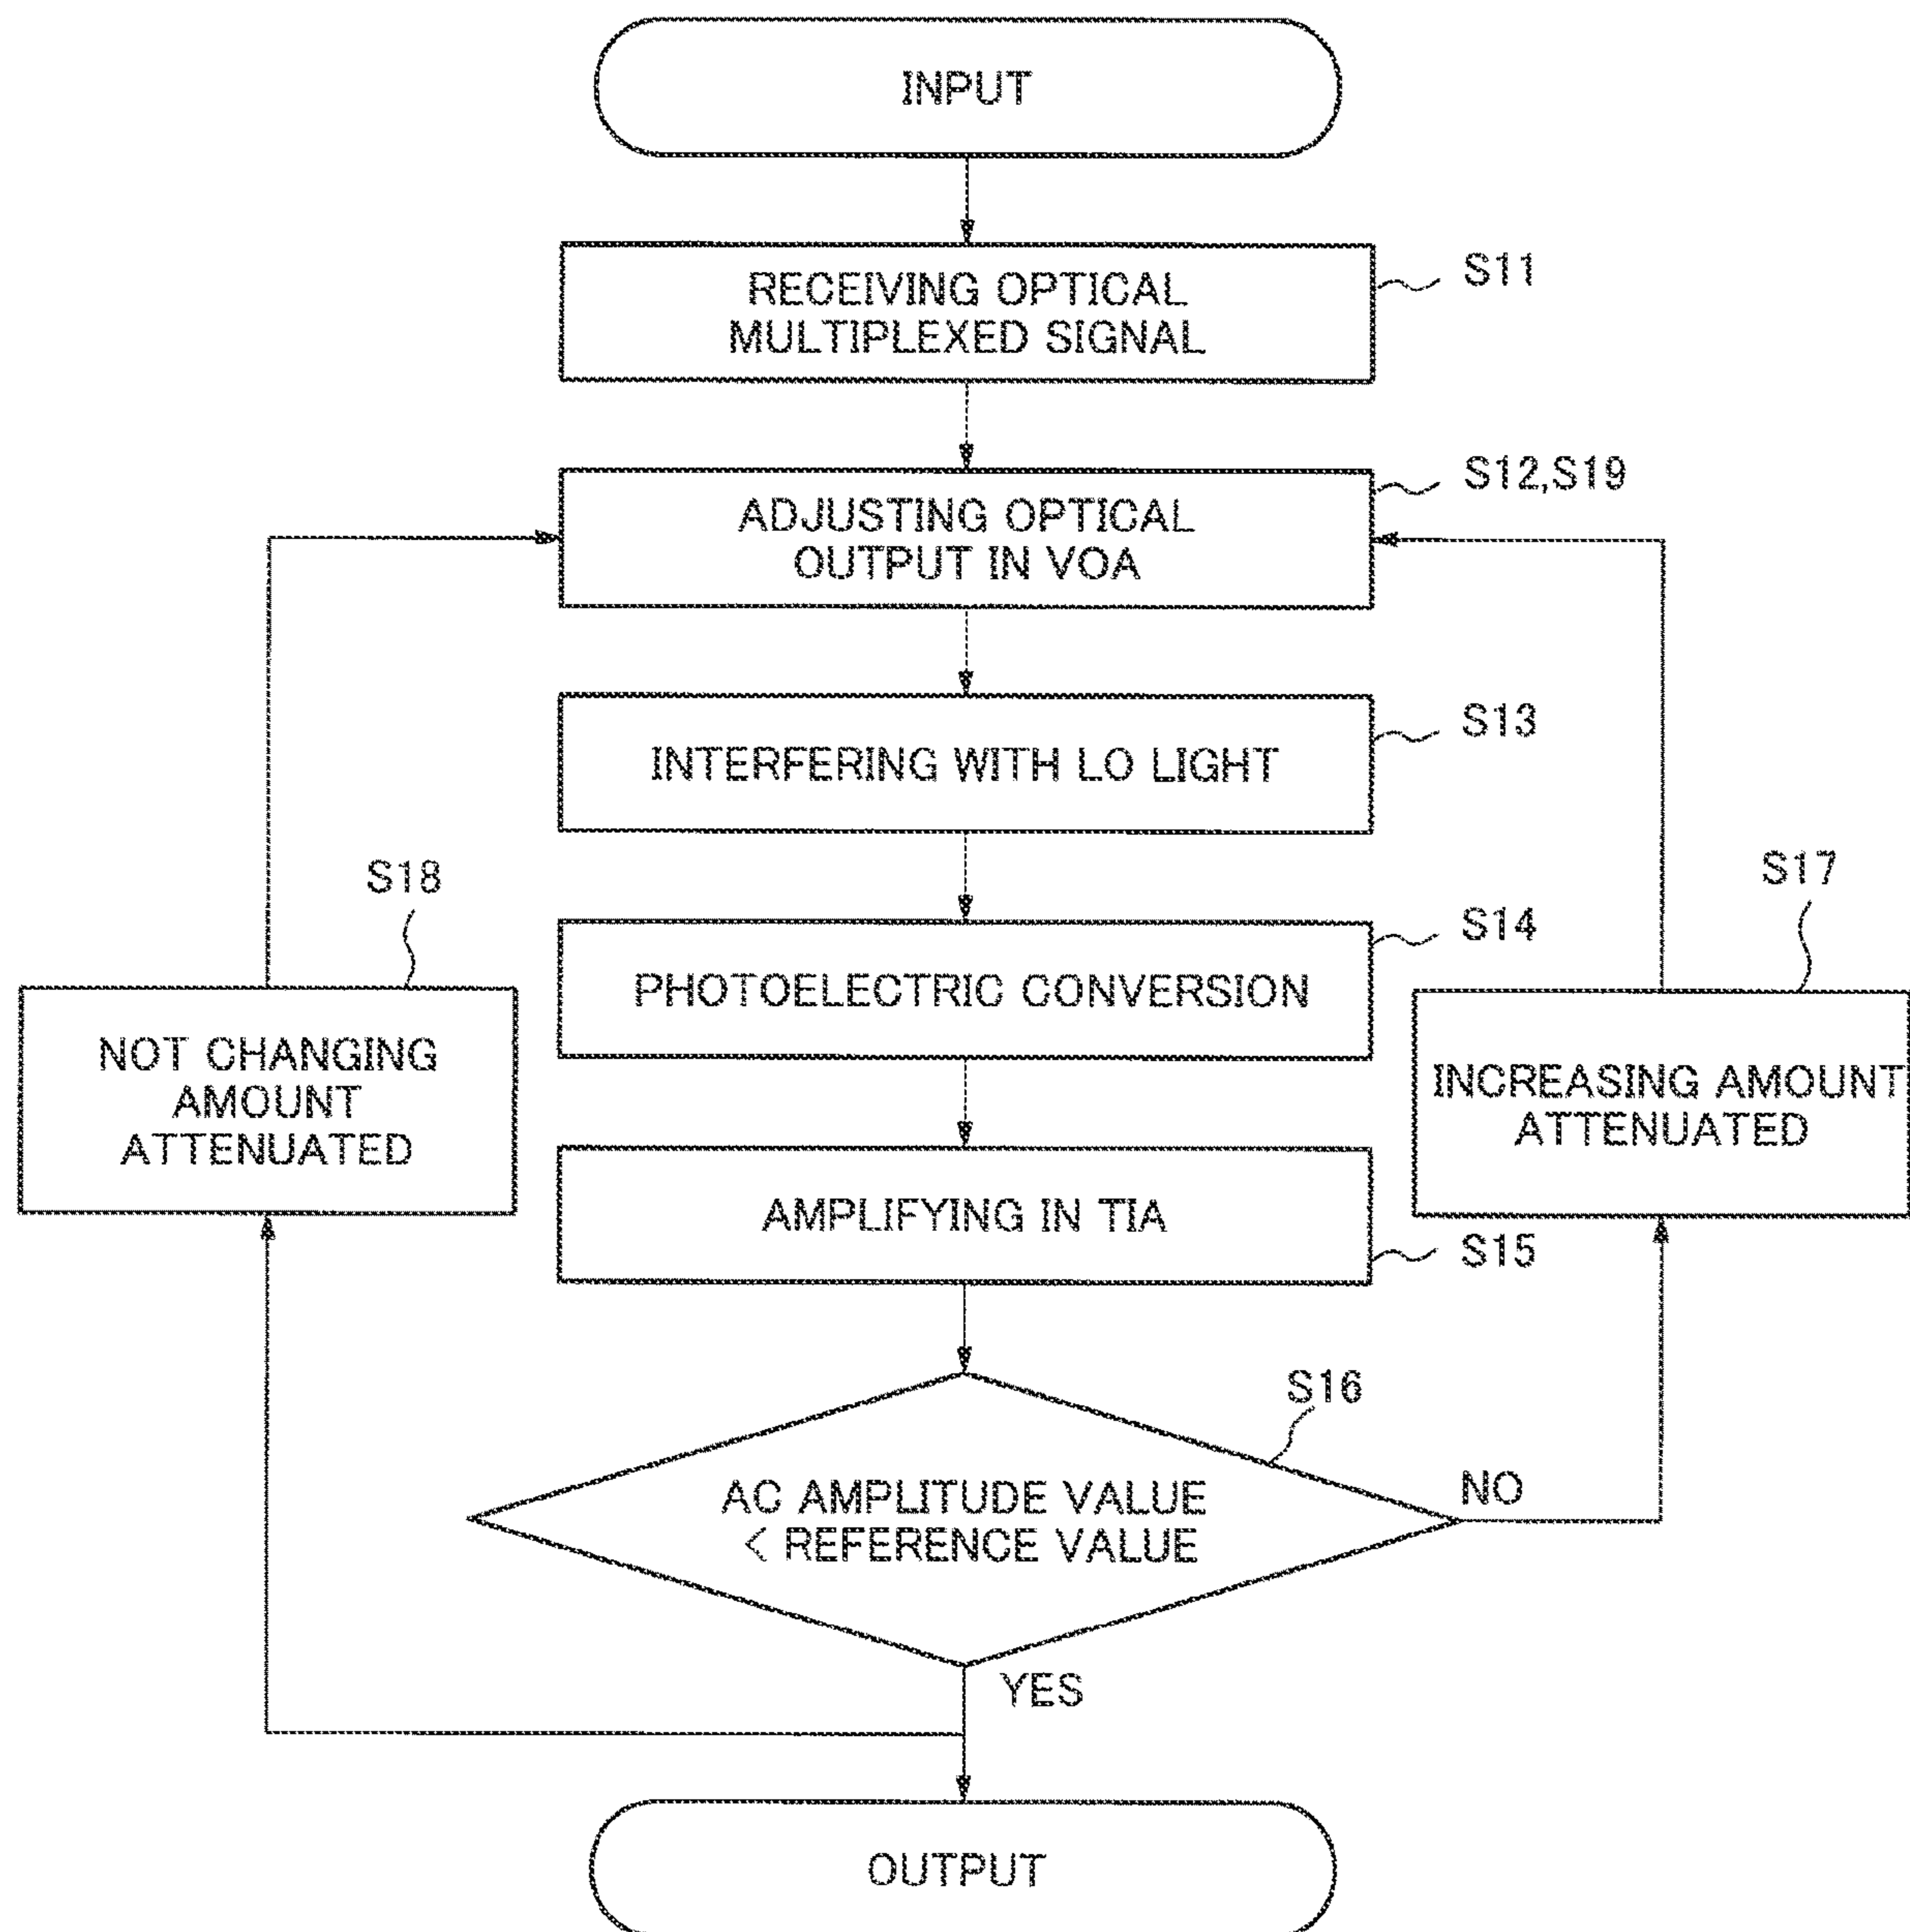 INPUT
RECEIVING OPTICAL
MULTIPLEXED SIGNAL
S11
ADJUSTING OPTICAL
OUTPUT IN VOA
S12,S19
INTERFERING WITH LO LIGHT
S13
S18
NOT CHANGING
AMOUNT
ATTENUATED
PHOTOELECTRIC CONVERSION
S14
S17
INCREASING AMOUNT
ATTENUATED
AMPLIFYING IN TIA
S15
S16
AC AMPLITUDE VALUE
< REFERENCE VALUE
NO
YES
OUTPUT